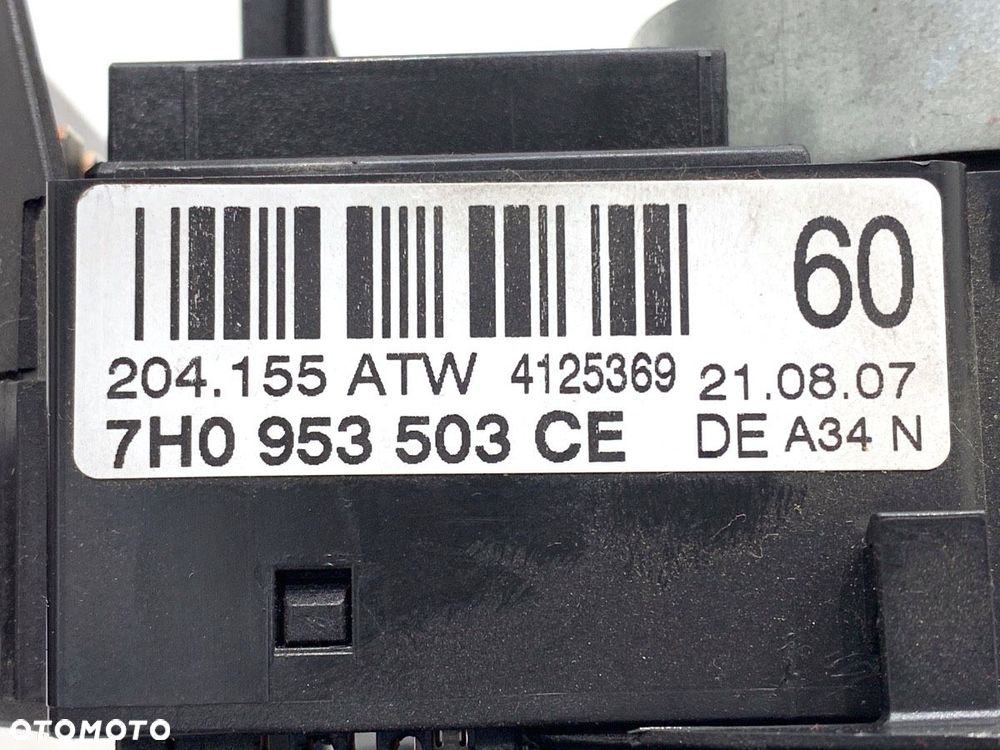 60
204.155 ATW 4125369 21.08.07
7H0 953 503 CE DE A34 N
OTOMOTO